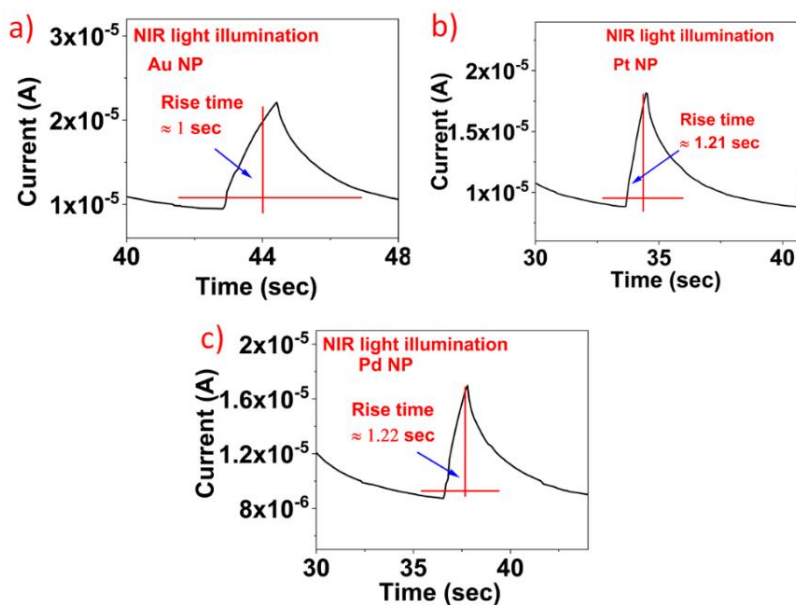 a)
NIR light illumination
Au NP
Rise time
≈ 1 sec
3x10⁻⁵
2x10⁻⁵
1x10⁻⁵
Current (A)
40
44
48
Time (sec)
b)
NIR light illumination
Pt NP
Rise time
≈ 1.21 sec
2x10⁻⁵
1.5x10⁻⁵
1x10⁻⁵
Current (A)
30
35
40
Time (sec)
c)
NIR light illumination
Pd NP
Rise time
≈ 1.22 sec
2x10⁻⁵
1.6x10⁻⁵
1.2x10⁻⁵
8x10⁻⁶
Current (A)
30
35
40
Time (sec)